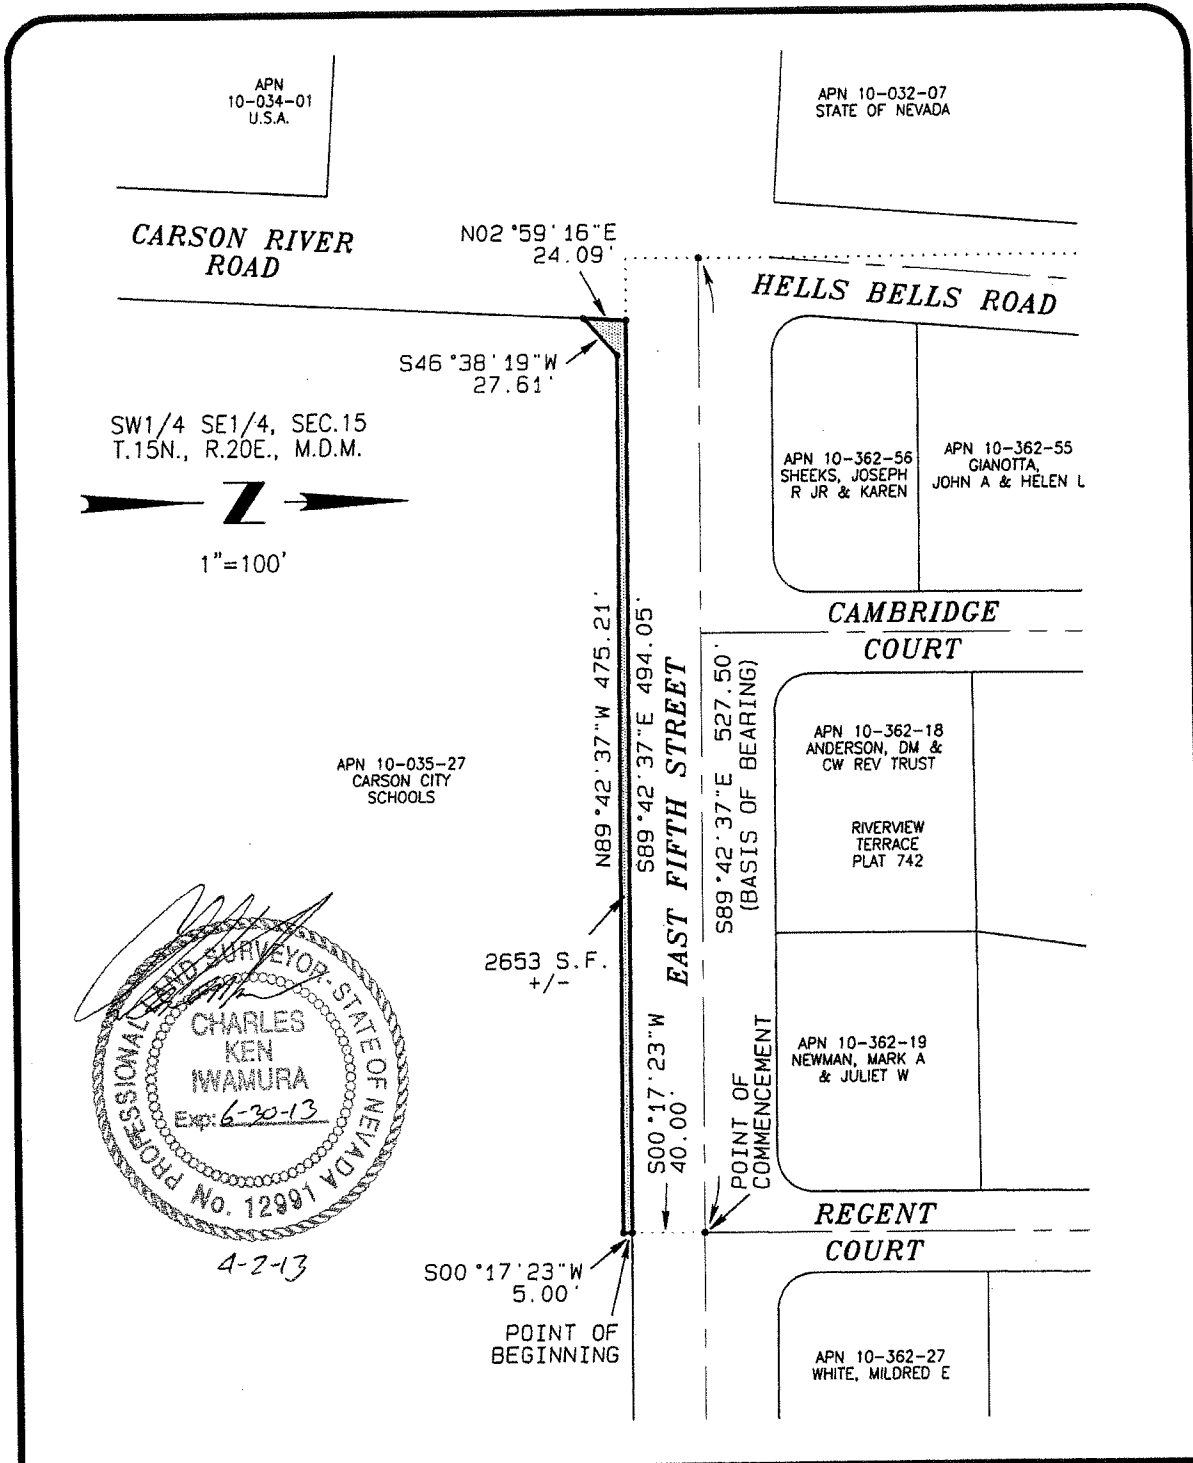 APN
10-034-01
U.S.A.
APN 10-032-07
STATE OF NEVADA
CARSON RIVER
ROAD
N02°59'16"E
24.09'
HELLS BELLS ROAD
S46°38'19"W
27.61'
SW1/4 SE1/4, SEC.15
T.15N., R.20E., M.D.M.
Z
1"=100'
APN 10-362-56
SHEEKS, JOSEPH
R JR & KAREN
APN 10-362-55
GIANOTTA,
JOHN A & HELEN L
CAMBRIDGE
COURT
N89°42'37"W 475.21'
S89°42'37"E 494.05'
EAST FIFTH STREET
S89°42'37"E 527.50'
(BASIS OF BEARING)
APN 10-362-18
ANDERSON, DM &
CW REV TRUST
RIVERVIEW
TERRACE
PLAT 742
APN 10-035-27
CARSON CITY
SCHOOLS
2653 S.F.
+/-
S00°17'23"W
40.00'
POINT OF
COMMENCEMENT
APN 10-362-19
NEWMAN, MARK A
& JULIET W
PROFESSIONAL LAND SURVEYOR-STATE OF NEVADA
CHARLES
KEN
IWAMURA
Exp: 6-30-13
No. 12991
4-2-13
REGENT
COURT
S00°17'23"W
5.00'
POINT OF
BEGINNING
APN 10-362-27
WHITE, MILDRED E